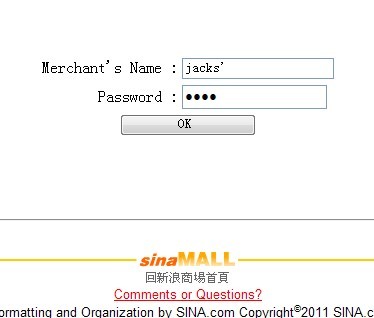 Merchant's Name : jacks'
Password : ••••
OK
sinaMALL
回新浪商場首頁
Comments or Questions?
ormatting and Organization by SINA.com Copyright©2011 SINA.c